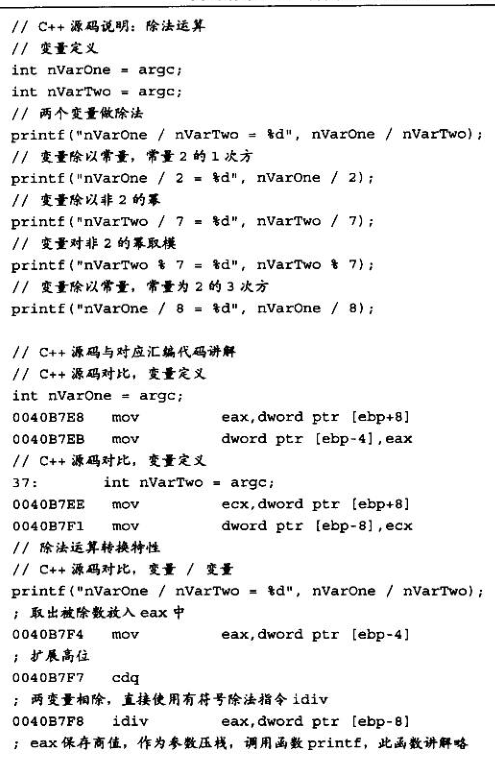 // C++ 源码说明：除法运算
// 变量定义
int nVarOne = argc;
int nVarTwo = argc;
// 两个变量做除法
printf("nVarOne / nVarTwo = %d", nVarOne / nVarTwo);
// 变量除以常量，常量2的1次方
printf("nVarOne / 2 = %d", nVarOne / 2);
// 变量除以非2的幂
printf("nVarTwo / 7 = %d", nVarTwo / 7);
// 变量对非2的幂取模
printf("nVarTwo % 7 = %d", nVarTwo % 7);
// 变量除以常量，常量为2的3次方
printf("nVarOne / 8 = %d", nVarOne / 8);
// C++ 源码与对应汇编代码讲解
// C++ 源码对比，变量定义
int nVarOne = argc;
0040B7E8 mov eax,dword ptr [ebp+8]
0040B7EB mov dword ptr [ebp-4],eax
// C++ 源码对比，变量定义
37: int nVarTwo = argc;
0040B7EE mov ecx,dword ptr [ebp+8]
0040B7F1 mov dword ptr [ebp-8],ecx
// 除法运算转换特性
// C++ 源码对比，变量 / 变量
printf("nVarOne / nVarTwo = %d", nVarOne / nVarTwo);
; 取出被除数放入 eax 中
0040B7F4 mov eax,dword ptr [ebp-4]
; 扩展高位
0040B7F7 cdq
; 两变量相除，直接使用有符号除法指令 idiv
0040B7F8 idiv eax,dword ptr [ebp-8]
; eax保存商值，作为参数压栈，调用函数printf，此函数讲解略